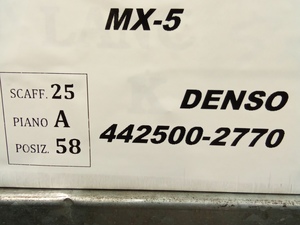 MX-5
SCAFF. 25
PIANO A
POSIZ. 58
DENSO
442500-2770